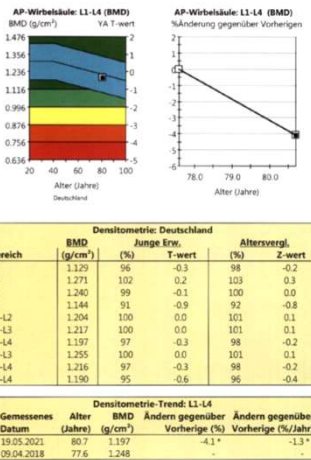 AP-Wirbelsäule: L1-L4 (BMD)
BMD (g/cm²) YA T-wert
1.476 2
1.356 1
1.236 0
1.116 -1
0.996 -2
0.876 -3
0.756 -4
0.636 -5
20 40 60 80 100
Alter (Jahre)
Deutschland
AP-Wirbelsäule: L1-L4 (BMD)
%Änderung gegenüber Vorherigen
2
1
0
-1
-2
-3
-4
-5
-6
78.0 79.0 80.0
Alter (Jahre)
Densitometrie: Deutschland
BMD Junge Erw. Altersvergl.
reich (g/cm²) (%) T-wert (%) Z-wert
1.129 96 -0.3 98 -0.2
1.271 102 0.2 103 0.3
1.240 99 -0.1 100 0.0
1.144 91 -0.9 92 -0.8
-L2 1.204 100 0.0 101 0.1
-L3 1.217 100 0.0 101 0.1
-L4 1.197 97 -0.3 98 -0.2
-L3 1.255 100 0.0 101 0.1
-L4 1.216 97 -0.3 98 -0.2
-L4 1.190 95 -0.6 96 -0.4
Densitometrie-Trend: L1-L4
Gemessenes Alter BMD Ändern gegenüber Ändern gegenübe
Datum (Jahre) (g/cm²) Vorherige (%) Vorherige (%/Jahr
19.05.2021 80.7 1.197 -4.1 * -1.3 *
09.04.2018 77.6 1.248 - -